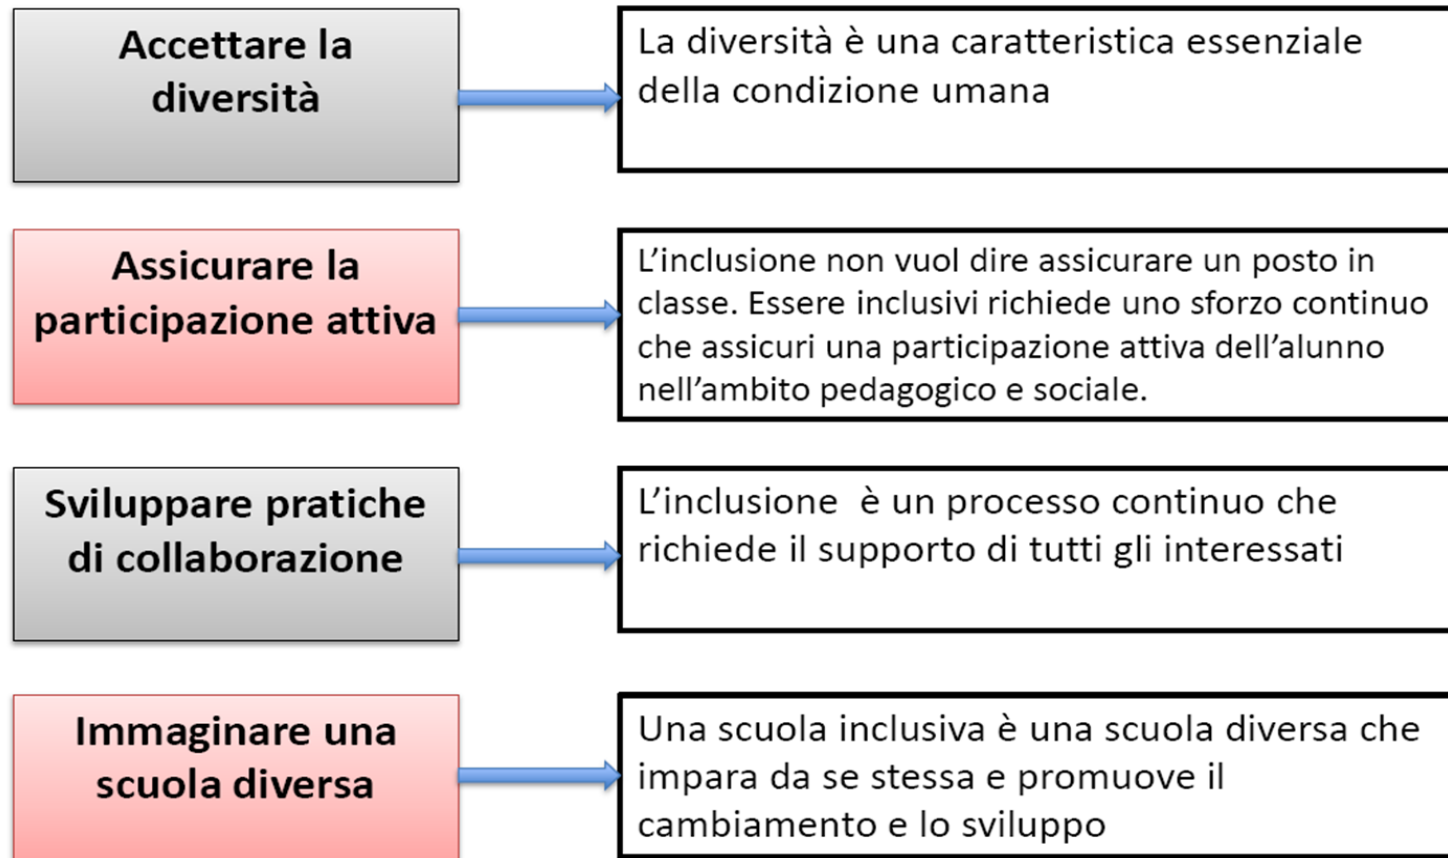 Accettare la
diversità
La diversità è una caratteristica essenziale
della condizione umana
Assicurare la
participazione attiva
L’inclusione non vuol dire assicurare un posto in
classe. Essere inclusivi richiede uno sforzo continuo
che assicuri una participazione attiva dell’alunno
nell’ambito pedagogico e sociale.
Sviluppare pratiche
di collaborazione
L’inclusione è un processo continuo che
richiede il supporto di tutti gli interessati
Immaginare una
scuola diversa
Una scuola inclusiva è una scuola diversa che
impara da se stessa e promuove il
cambiamento e lo sviluppo